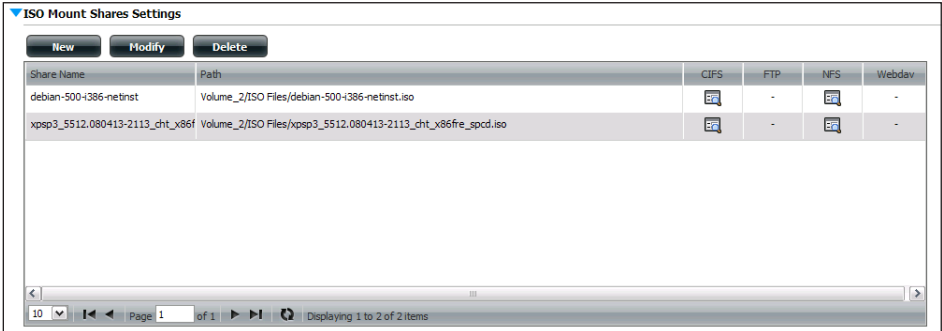 ISO Mount Shares Settings
New Modify Delete
Share Name Path CIFS FTP NFS Webdav
debian-500-i386-netinst Volume_2/ISO Files/debian-500-i386-netinst.iso - -
xpsp3_5512.080413-2113_cht_x86f Volume_2/ISO Files/xpsp3_5512.080413-2113_cht_x86fre_spcd.iso - -
10 Page 1 of 1 Displaying 1 to 2 of 2 items